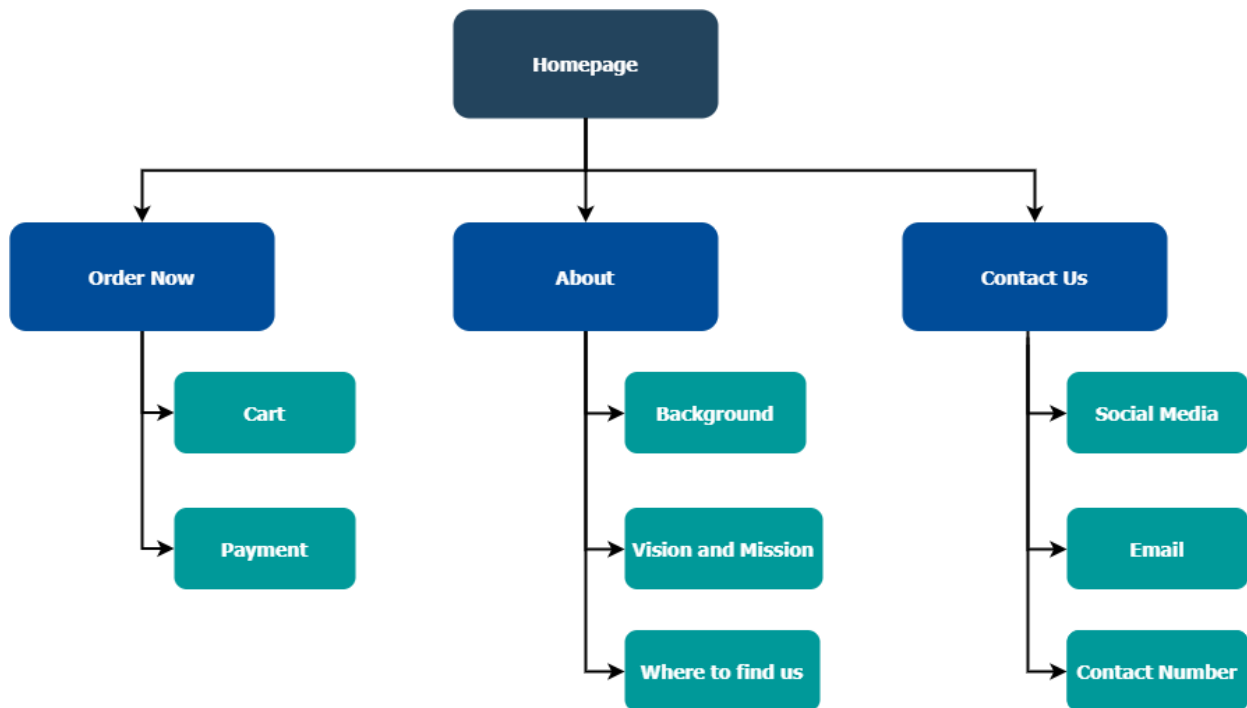 Homepage
Order Now
About
Contact Us
Cart
Background
Social Media
Payment
Vision and Mission
Email
Where to find us
Contact Number